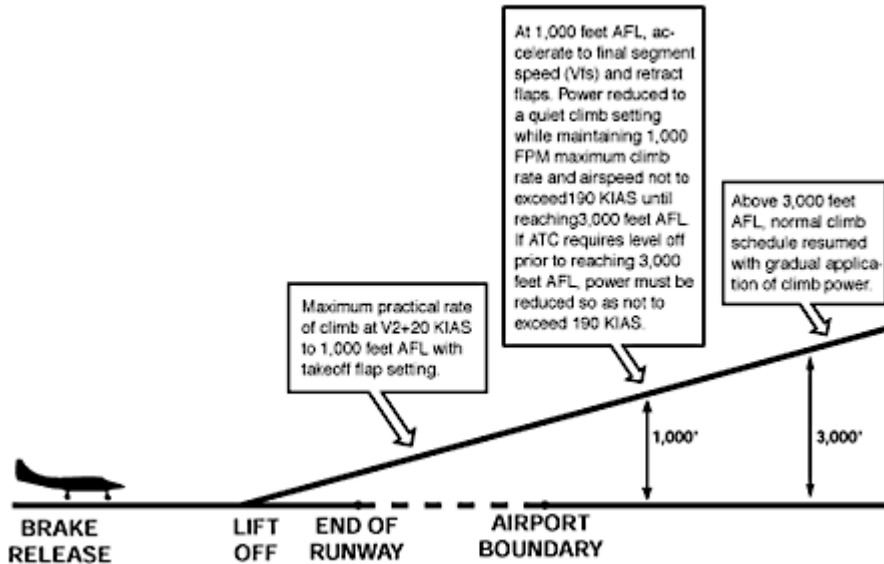 At 1,000 feet AFL, ac-
celerate to final segment
speed (Vfs) and retract
flaps. Power reduced to
a quiet climb setting
while maintaining 1,000
FPM maximum climb
rate and airspeed not to
exceed190 KIAS until
reaching3,000 feet AFL.
If ATC requires level off
prior to reaching 3,000
feet AFL, power must be
reduced so as not to
exceed 190 KIAS.
Above 3,000 feet
AFL, normal climb
schedule resumed
with gradual applica-
tion of climb power.
Maximum practical rate
of climb at V2+20 KIAS
to 1,000 feet AFL with
takeoff flap setting.
1,000'
3,000'
BRAKE
RELEASE
LIFT
OFF
END OF
RUNWAY
AIRPORT
BOUNDARY